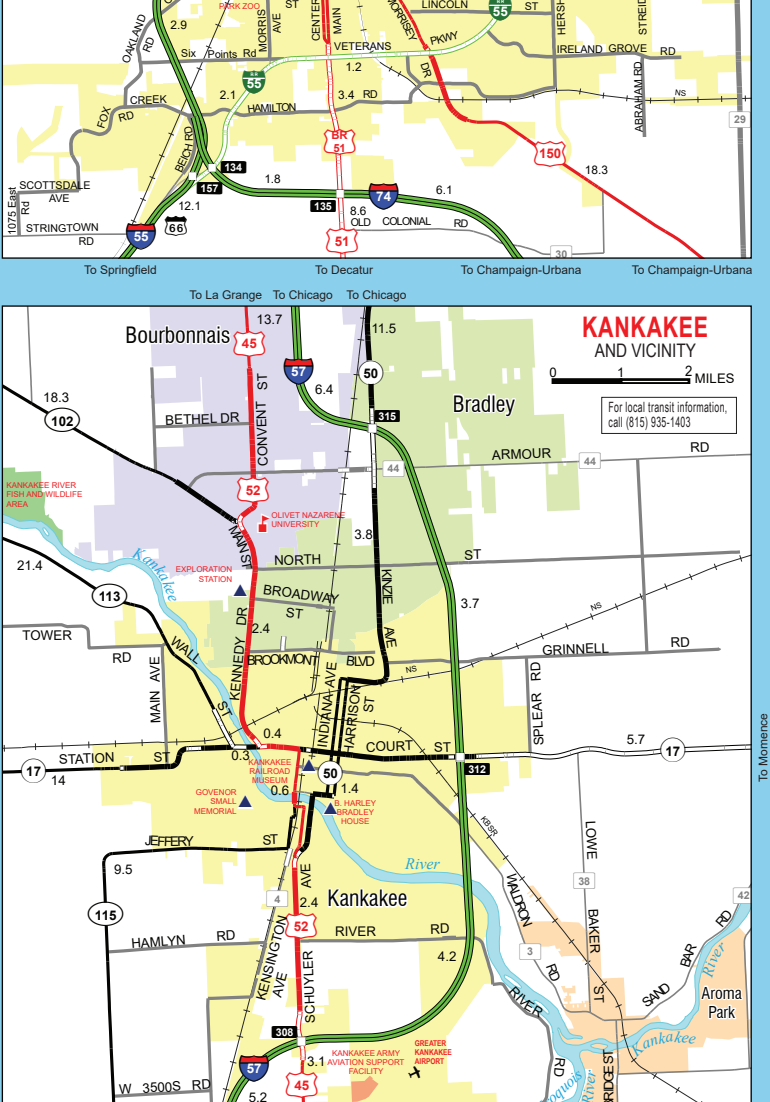 PARK ZOO
2.9
OAKLAND
RD
MORRIS
AVE
ST
CENTER
MAIN
MORRISSEY
DR
LINCOLN
ST
55
VETERANS
PKWY
Six Points Rd
1.2
IRELAND GROVE RD
ABRAHAM RD
NS
29
BR
55
2.1
3.4
HAMILTON
RD
FOX
CREEK
RD
BEICH RD
BR
51
150
18.3
134
157
1.8
135
74
6.1
SCOTTSDALE
AVE
1075 East
Rd
STRINGTOWN
RD
12.1
66
55
8.6
OLD COLONIAL RD
51
30
To Springfield
To Decatur
To Champaign-Urbana
To Champaign-Urbana
To La Grange
To Chicago
To Chicago
13.7
11.5
Bourbonnais
45
57
50
6.4
KANKAKEE
AND VICINITY
0 1 2 MILES
For local transit information,
call (815) 935-1403
18.3
102
BETHEL DR
CONVENT ST
315
Bradley
44
ARMOUR
44
RD
KANKAKEE RIVER
FISH AND WILDLIFE
AREA
52
OLIVET NAZARENE
UNIVERSITY
MAIN ST
3.8
Kankakee
NORTH
ST
21.4
EXPLORATION
STATION
113
BROADWAY
ST
KINZIE
AVE
3.7
NS
2.4
KENNEDY DR
TOWER
RD
WALL
ST
MAIN AVE
BROOKMONT
BLVD
NS
GRINNELL
RD
INDIANA AVE
HARRISON
ST
SPLEAR RD
0.4
STATION
ST
0.3
COURT
ST
5.7
17
17
14
KANKAKEE
RAILROAD
MUSEUM
50
312
To Momence
0.6
1.4
GOVENOR
SMALL
MEMORIAL
B. HARLEY
BRADLEY
HOUSE
KBSR
JEFFERY
ST
9.5
River
LOWE
38
WALDRON
RD
BAKER
ST
115
4
AVE
Kankakee
2.4
52
42
HAMLYN
RD
RIVER
RD
KENSINGTON
AVE
SCHUYLER
4.2
3
SAND BAR RD
River
RIVER
RD
Aroma
Park
308
Kankakee
57
3.1
KANKAKEE ARMY
AVIATION SUPPORT
FACILITY
GREATER
KANKAKEE
AIRPORT
W 3500S RD
5.2
45
River